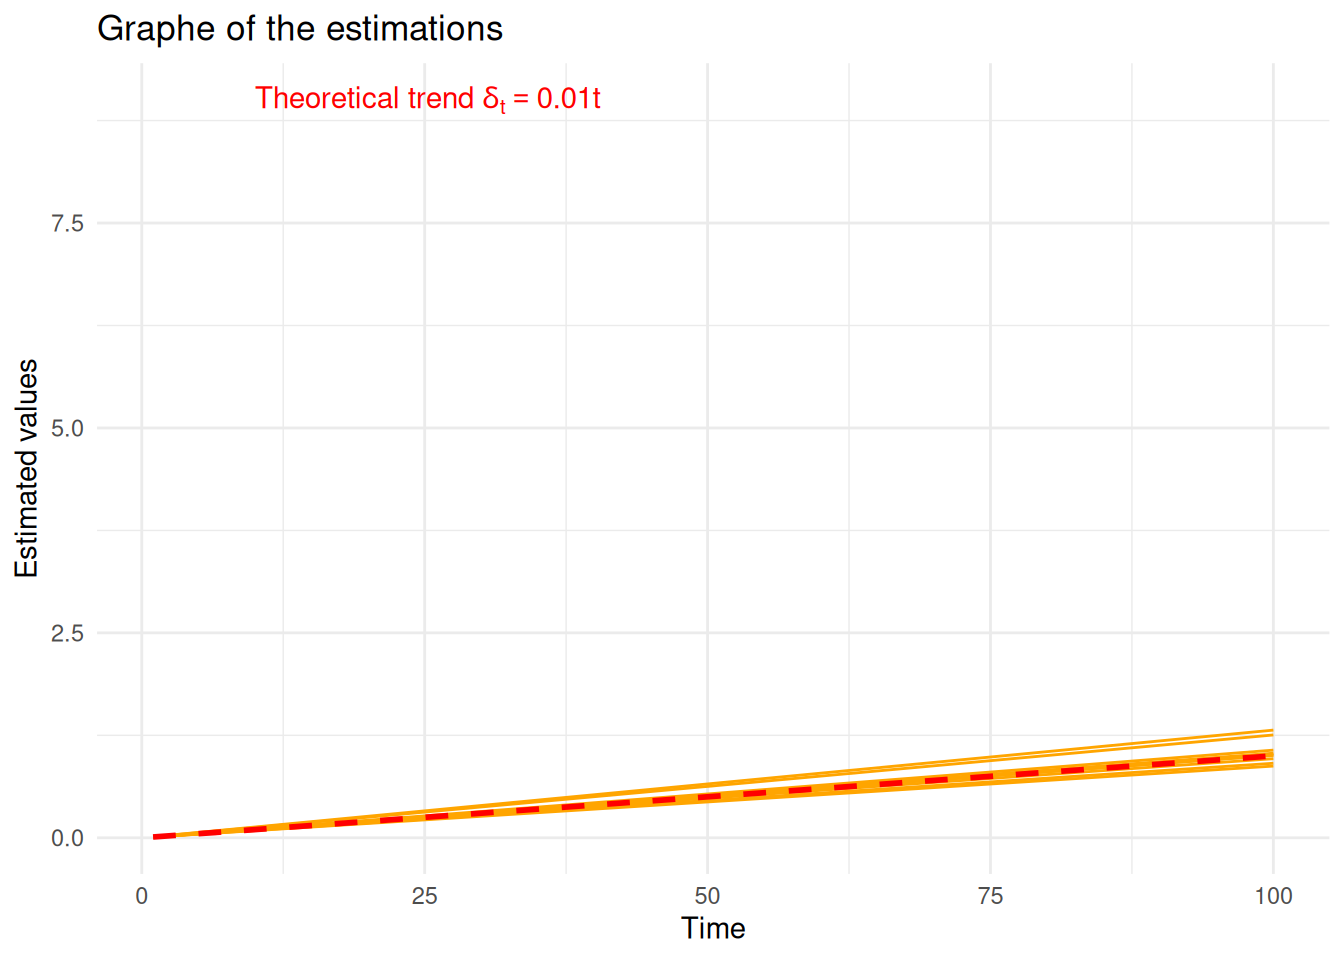 Graphe of the estimations
Theoretical trend δₜ = 0.01t
Estimated values
7.5
5.0
2.5
0.0
0 25 50 75 100
Time